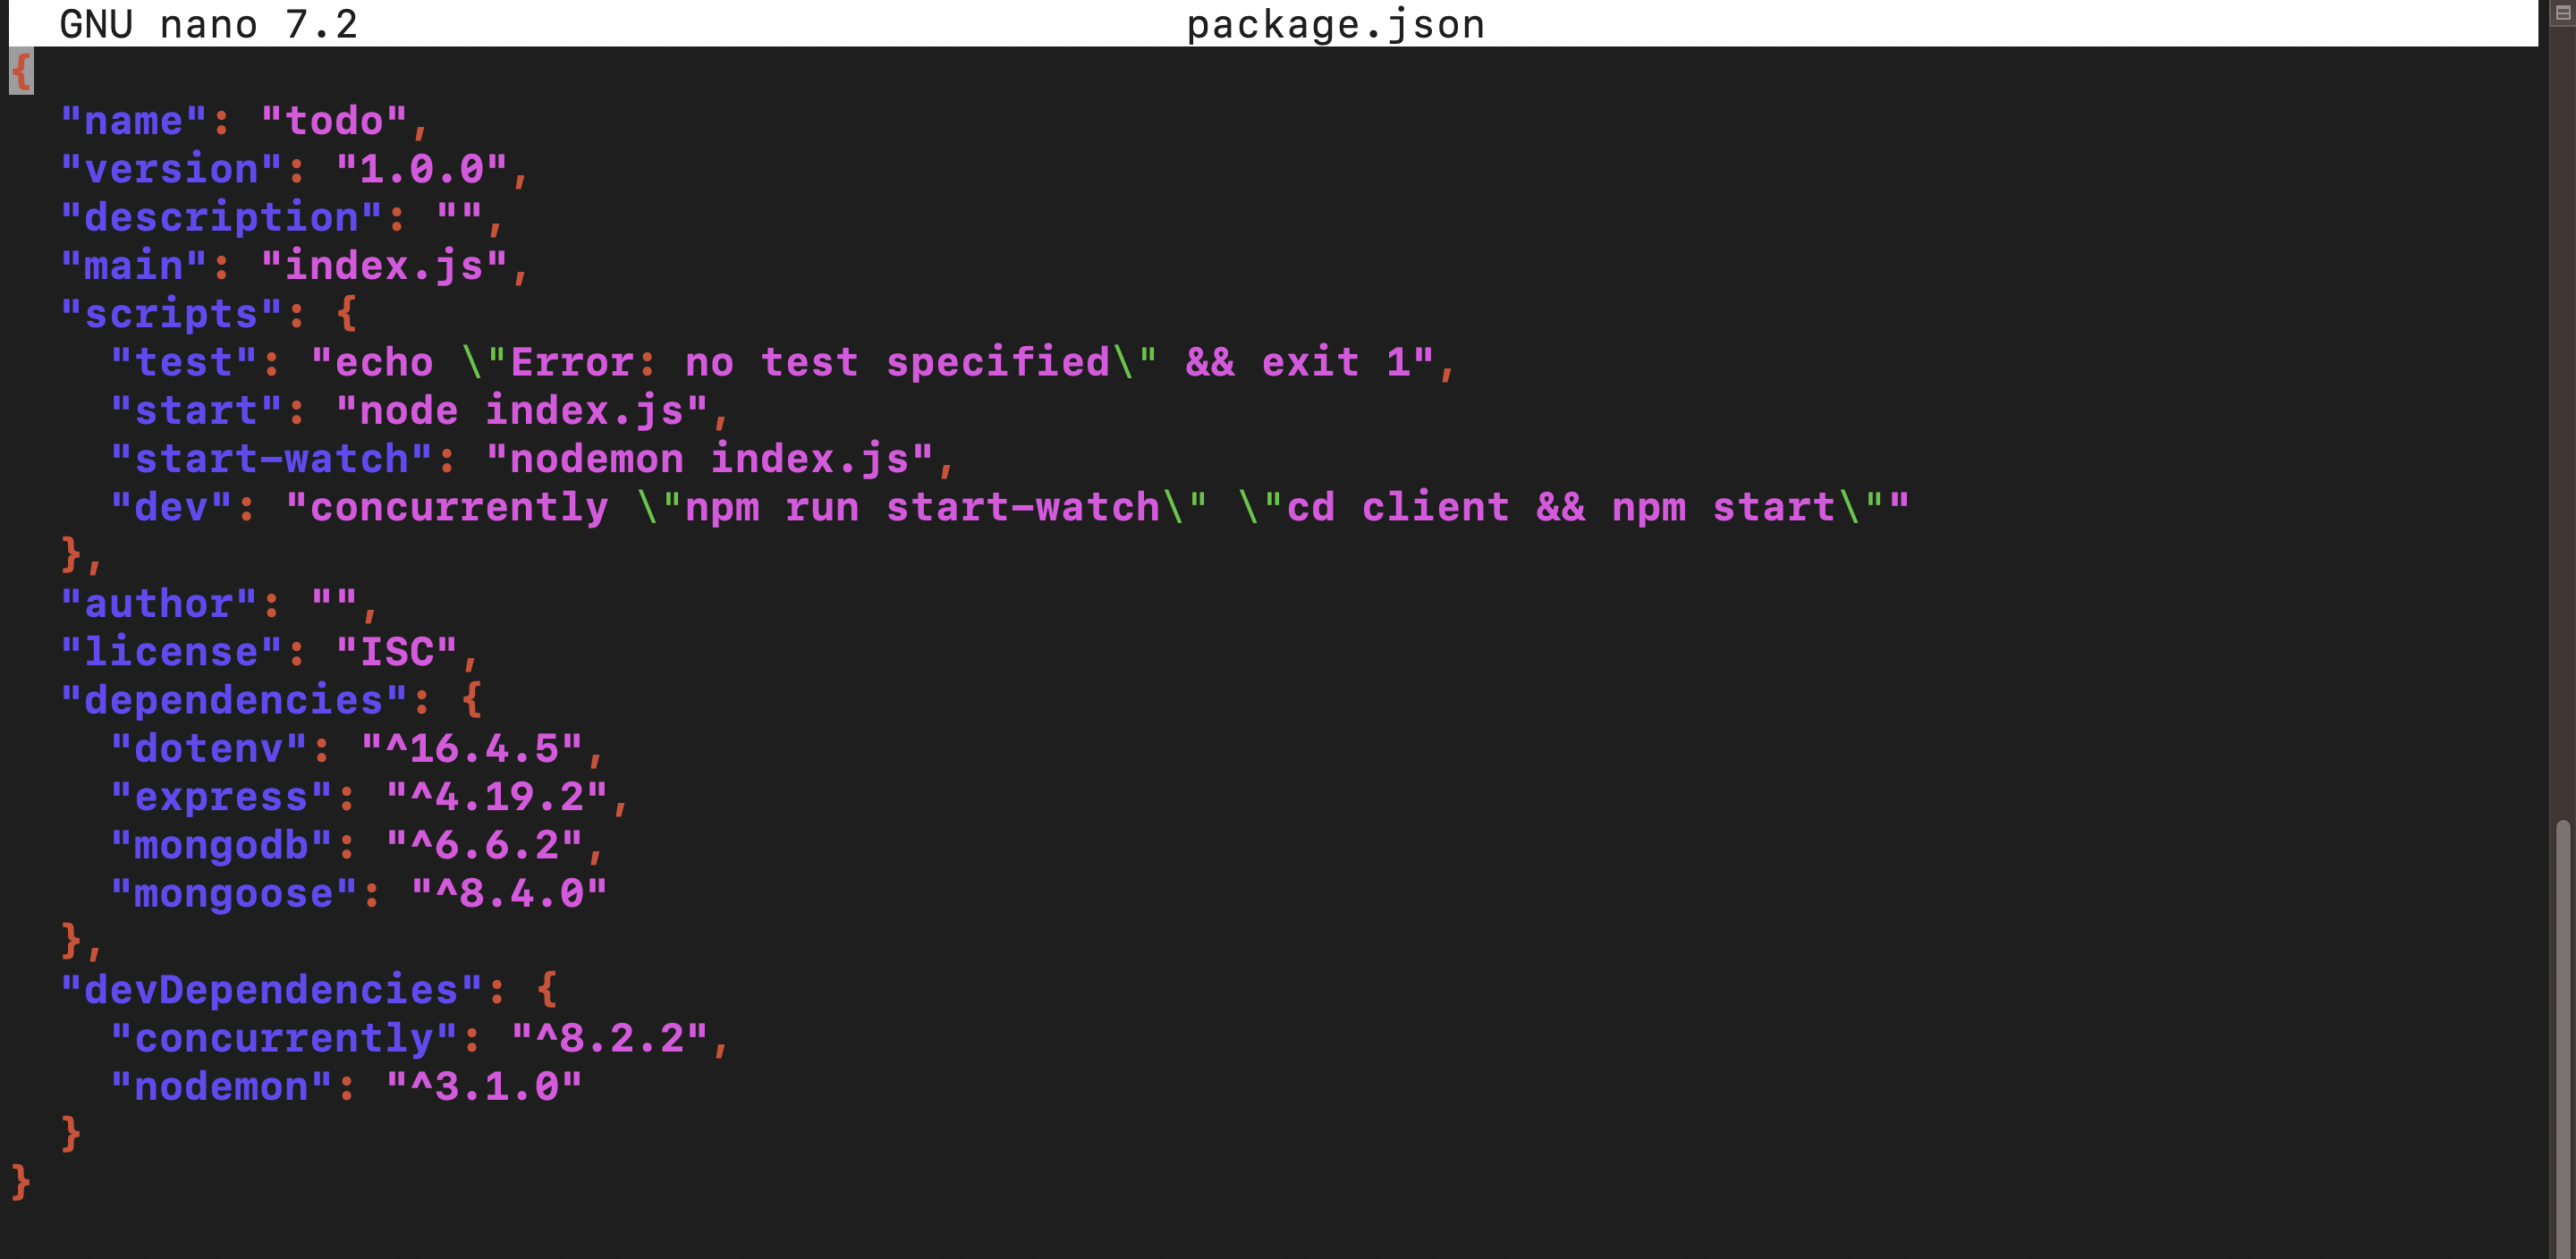 GNU nano 7.2 package.json
{
  "name": "todo",
  "version": "1.0.0",
  "description": "",
  "main": "index.js",
  "scripts": {
    "test": "echo \"Error: no test specified\" && exit 1",
    "start": "node index.js",
    "start-watch": "nodemon index.js",
    "dev": "concurrently \"npm run start-watch\" \"cd client && npm start\""
  },
  "author": "",
  "license": "ISC",
  "dependencies": {
    "dotenv": "^16.4.5",
    "express": "^4.19.2",
    "mongodb": "^6.6.2",
    "mongoose": "^8.4.0"
  },
  "devDependencies": {
    "concurrently": "^8.2.2",
    "nodemon": "^3.1.0"
  }
}